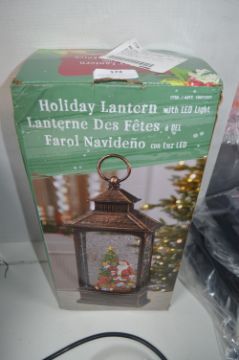 Holiday Lantern with LED Light
Lanterne Des Fêtes à DEL
Farol Navideño con Luz LED